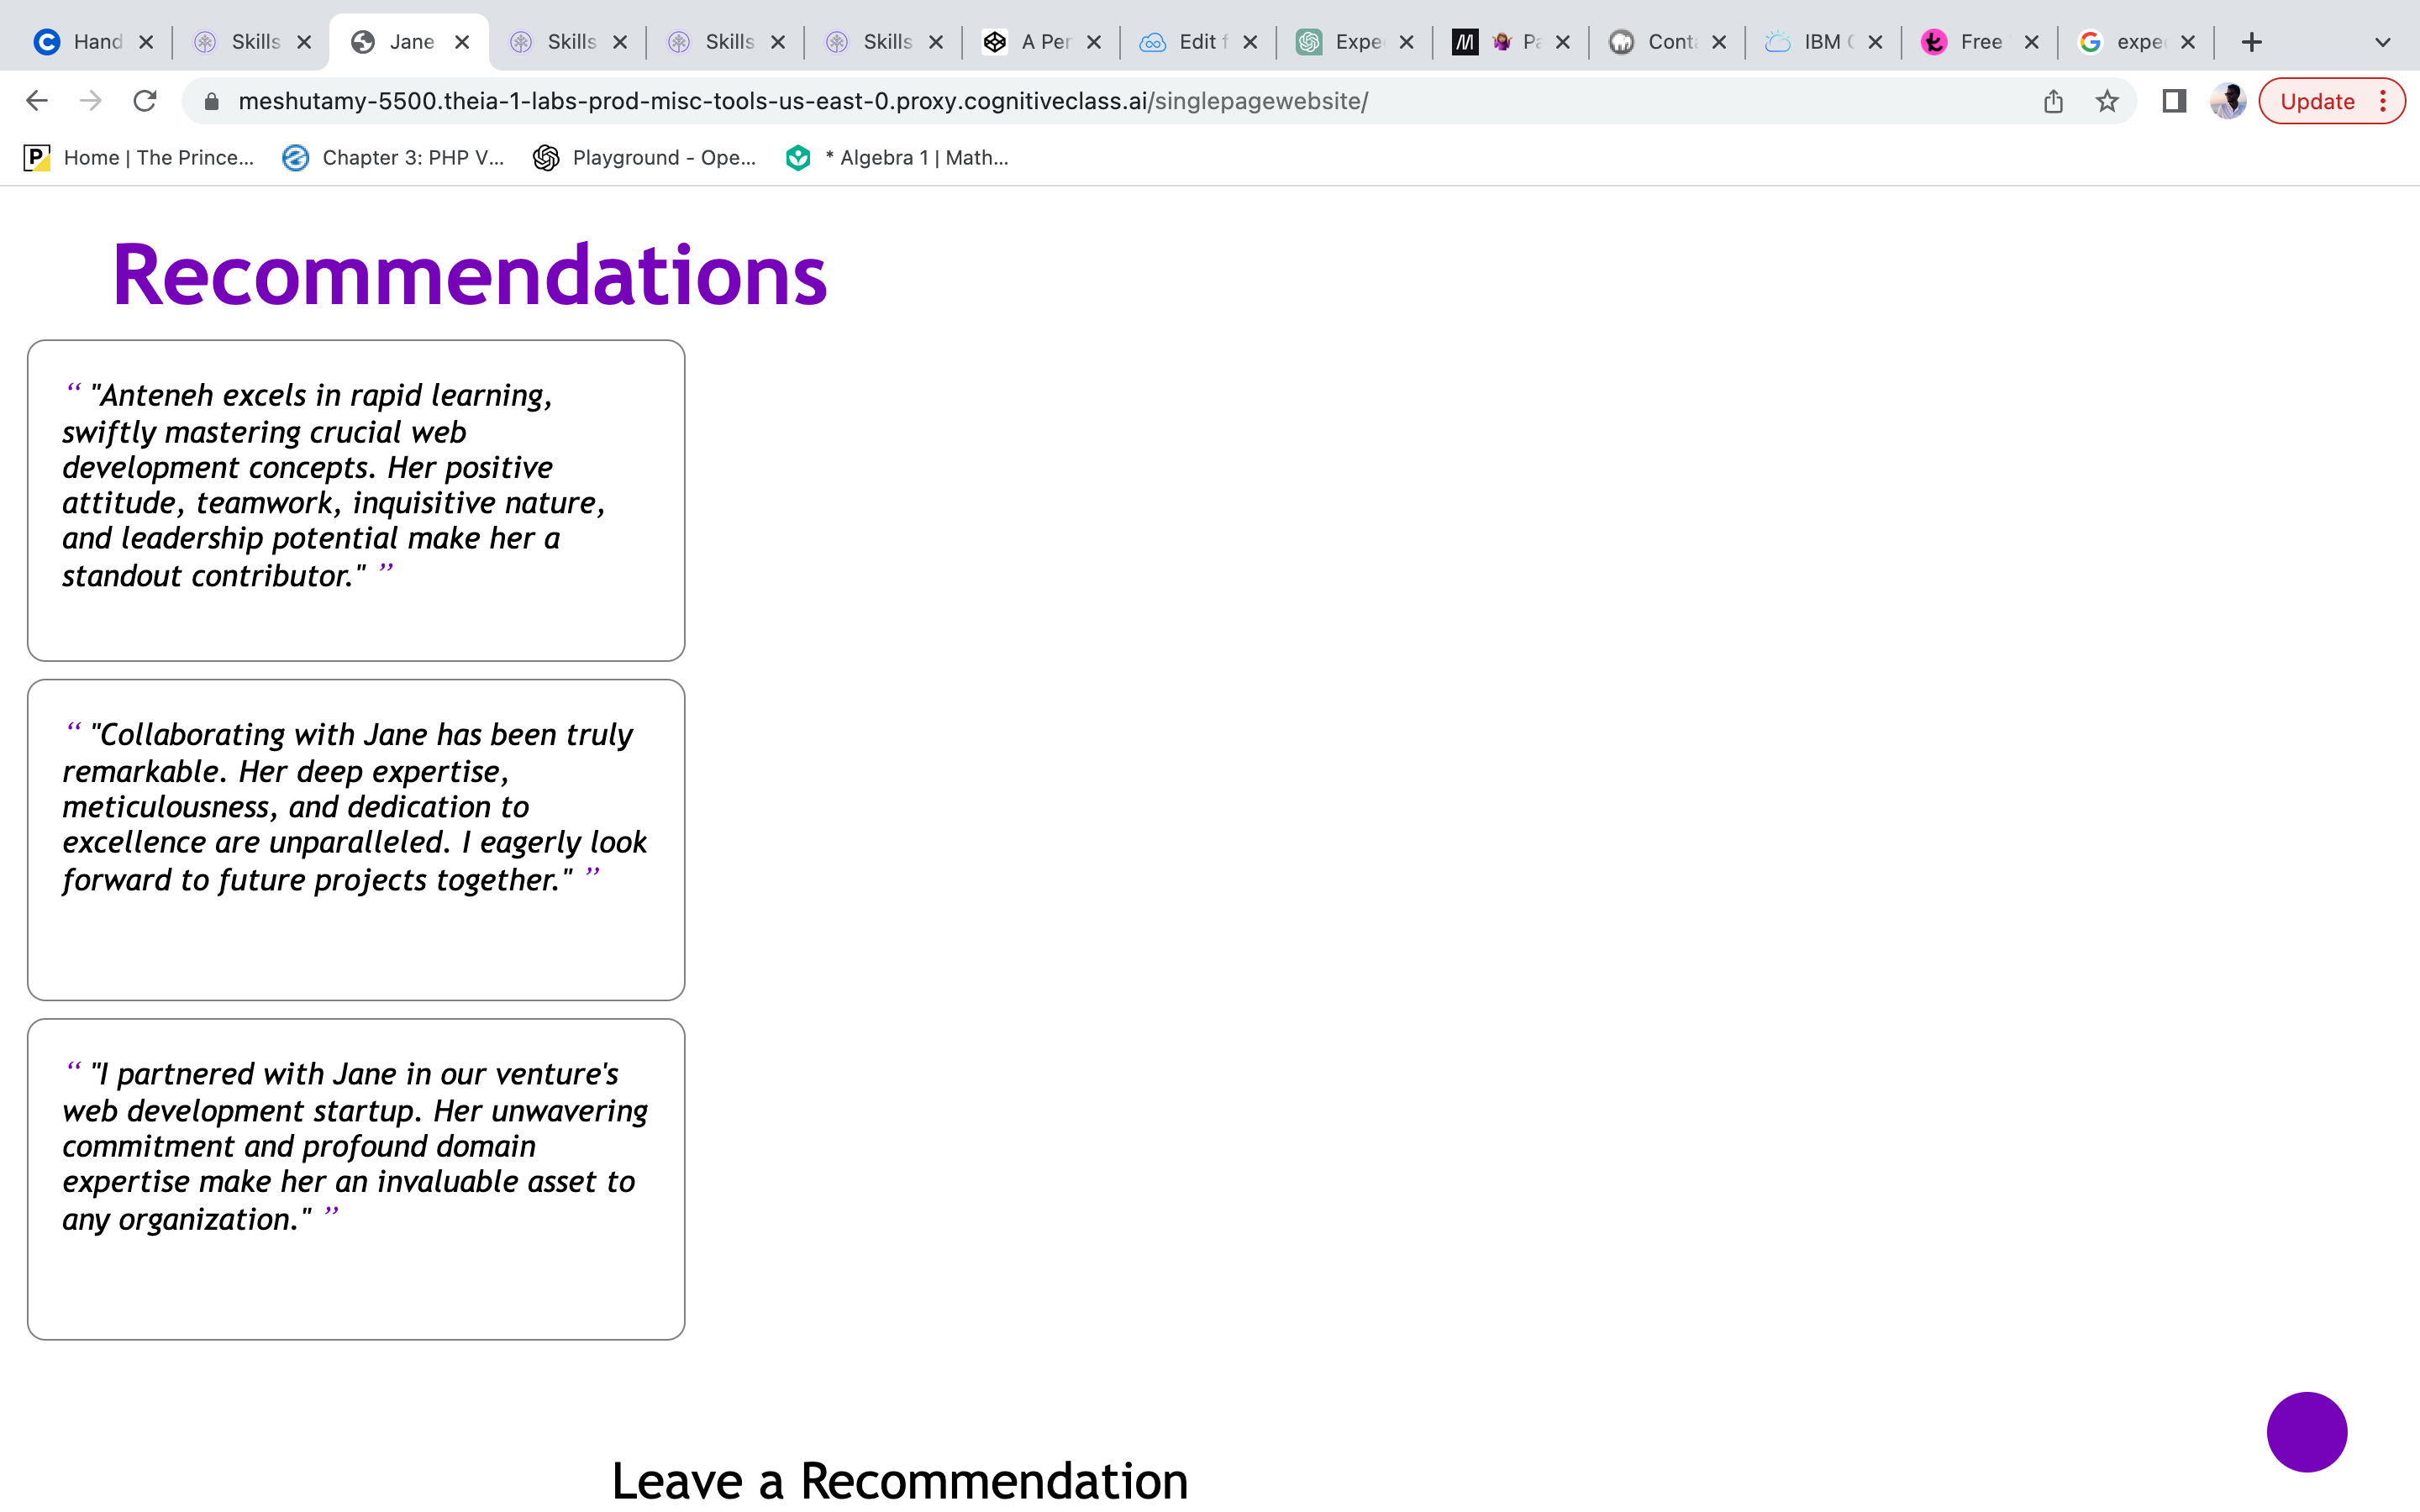 Hand
Skills
Jane
Skills
Skills
Skills
A Per
Edit f
Expe
Pa
Conta
IBM
Free
expe
meshutamy-5500.theia-1-labs-prod-misc-tools-us-east-0.proxy.cognitiveclass.ai/singlepagewebsite/
Update
Home | The Prince...
Chapter 3: PHP V...
Playground - Ope...
* Algebra 1 | Math...
Recommendations
“ "Anteneh excels in rapid learning,
swiftly mastering crucial web
development concepts. Her positive
attitude, teamwork, inquisitive nature,
and leadership potential make her a
standout contributor." ”
“ "Collaborating with Jane has been truly
remarkable. Her deep expertise,
meticulousness, and dedication to
excellence are unparalleled. I eagerly look
forward to future projects together." ”
“ "I partnered with Jane in our venture's
web development startup. Her unwavering
commitment and profound domain
expertise make her an invaluable asset to
any organization." ”
Leave a Recommendation